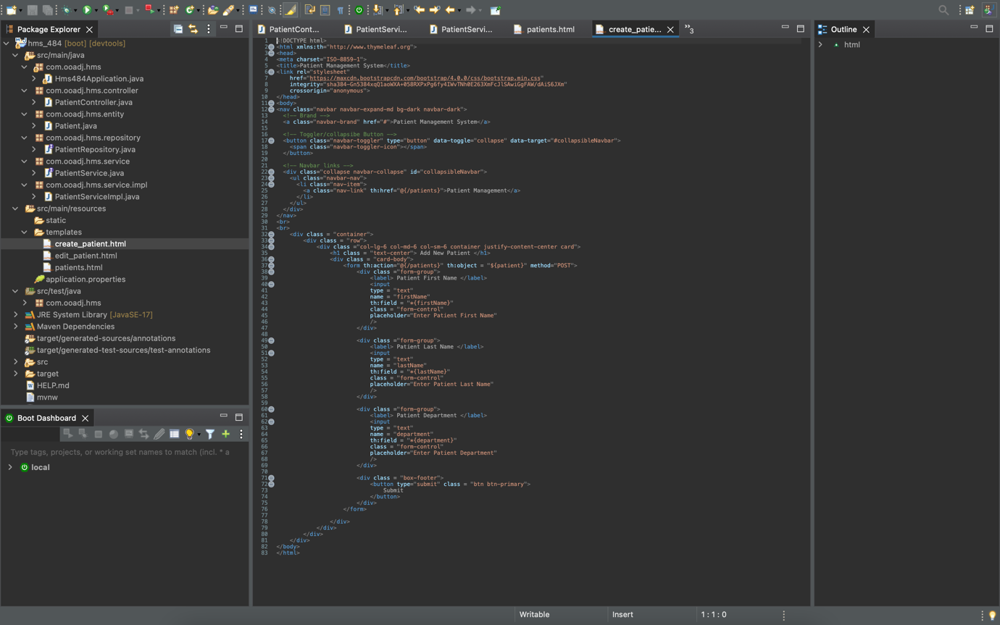 Package Explorer
hms_484 [boot] [devtools]
src/main/java
com.ooadj.hms
Hms484Application.java
com.ooadj.hms.controller
PatientController.java
com.ooadj.hms.entity
Patient.java
com.ooadj.hms.repository
PatientRepository.java
com.ooadj.hms.service
PatientService.java
com.ooadj.hms.service.impl
PatientServiceImpl.java
src/main/resources
static
templates
create_patient.html
edit_patient.html
patients.html
application.properties
src/test/java
com.ooadj.hms
JRE System Library [JavaSE-17]
Maven Dependencies
target/generated-sources/annotations
target/generated-test-sources/test-annotations
src
target
HELP.md
mvnw
Boot Dashboard
Type tags, projects, or working set names to match (incl. * a
local
PatientCont...
PatientServi...
PatientServi...
patients.html
create_patie...
»3
1 <!DOCTYPE html>
2 <html xmlns:th="http://www.thymeleaf.org">
3 <head>
4 <meta charset="ISO-8859-1">
5 <title>Patient Management System</title>
6 <link rel="stylesheet"
7 href="https://maxcdn.bootstrapcdn.com/bootstrap/4.0.0/css/bootstrap.min.css"
8 integrity="sha384-Gn5384xqQ1aoWXA+058RXPxPg6fy4IWvTNh0E263XmFcJlSAwiGgFAW/dAiS6JXm"
9 crossorigin="anonymous">
10 </head>
11 <body>
12 <nav class="navbar navbar-expand-md bg-dark navbar-dark">
13 <!-- Brand -->
14 <a class="navbar-brand" href="#">Patient Management System</a>
15
16 <!-- Toggler/collapsibe Button -->
17 <button class="navbar-toggler" type="button" data-toggle="collapse" data-target="#collapsibleNavbar">
18 <span class="navbar-toggler-icon"></span>
19 </button>
20
21 <!-- Navbar links -->
22 <div class="collapse navbar-collapse" id="collapsibleNavbar">
23 <ul class="navbar-nav">
24 <li class="nav-item">
25 <a class="nav-link" th:href="@{/patients}">Patient Management</a>
26 </li>
27 </ul>
28 </div>
29 </nav>
30 <br>
31 <br>
32 <div class = "container">
33 <div class = "row">
34 <div class ="col-lg-6 col-md-6 col-sm-6 container justify-content-center card">
35 <h1 class = "text-center"> Add New Patient </h1>
36 <div class = "card-body">
37 <form th:action="@{/patients}" th:object = "${patient}" method="POST">
38 <div class ="form-group">
39 <label> Patient First Name </label>
40 <input
41 type = "text"
42 name = "firstName"
43 th:field = "*{firstName}"
44 class = "form-control"
45 placeholder="Enter Patient First Name"
46 />
47 </div>
48
49 <div class ="form-group">
50 <label> Patient Last Name </label>
51 <input
52 type = "text"
53 name = "lastName"
54 th:field = "*{lastName}"
55 class = "form-control"
56 placeholder="Enter Patient Last Name"
57 />
58 </div>
59
60 <div class ="form-group">
61 <label> Patient Department </label>
62 <input
63 type = "text"
64 name = "department"
65 th:field = "*{department}"
66 class = "form-control"
67 placeholder="Enter Patient Department"
68 />
69 </div>
70
71 <div class = "box-footer">
72 <button type="submit" class = "btn btn-primary">
73 Submit
74 </button>
75 </div>
76 </form>
77
78 </div>
79 </div>
80 </div>
81 </div>
82 </body>
83 </html>
Outline
html
Writable
Insert
1 : 1 : 0